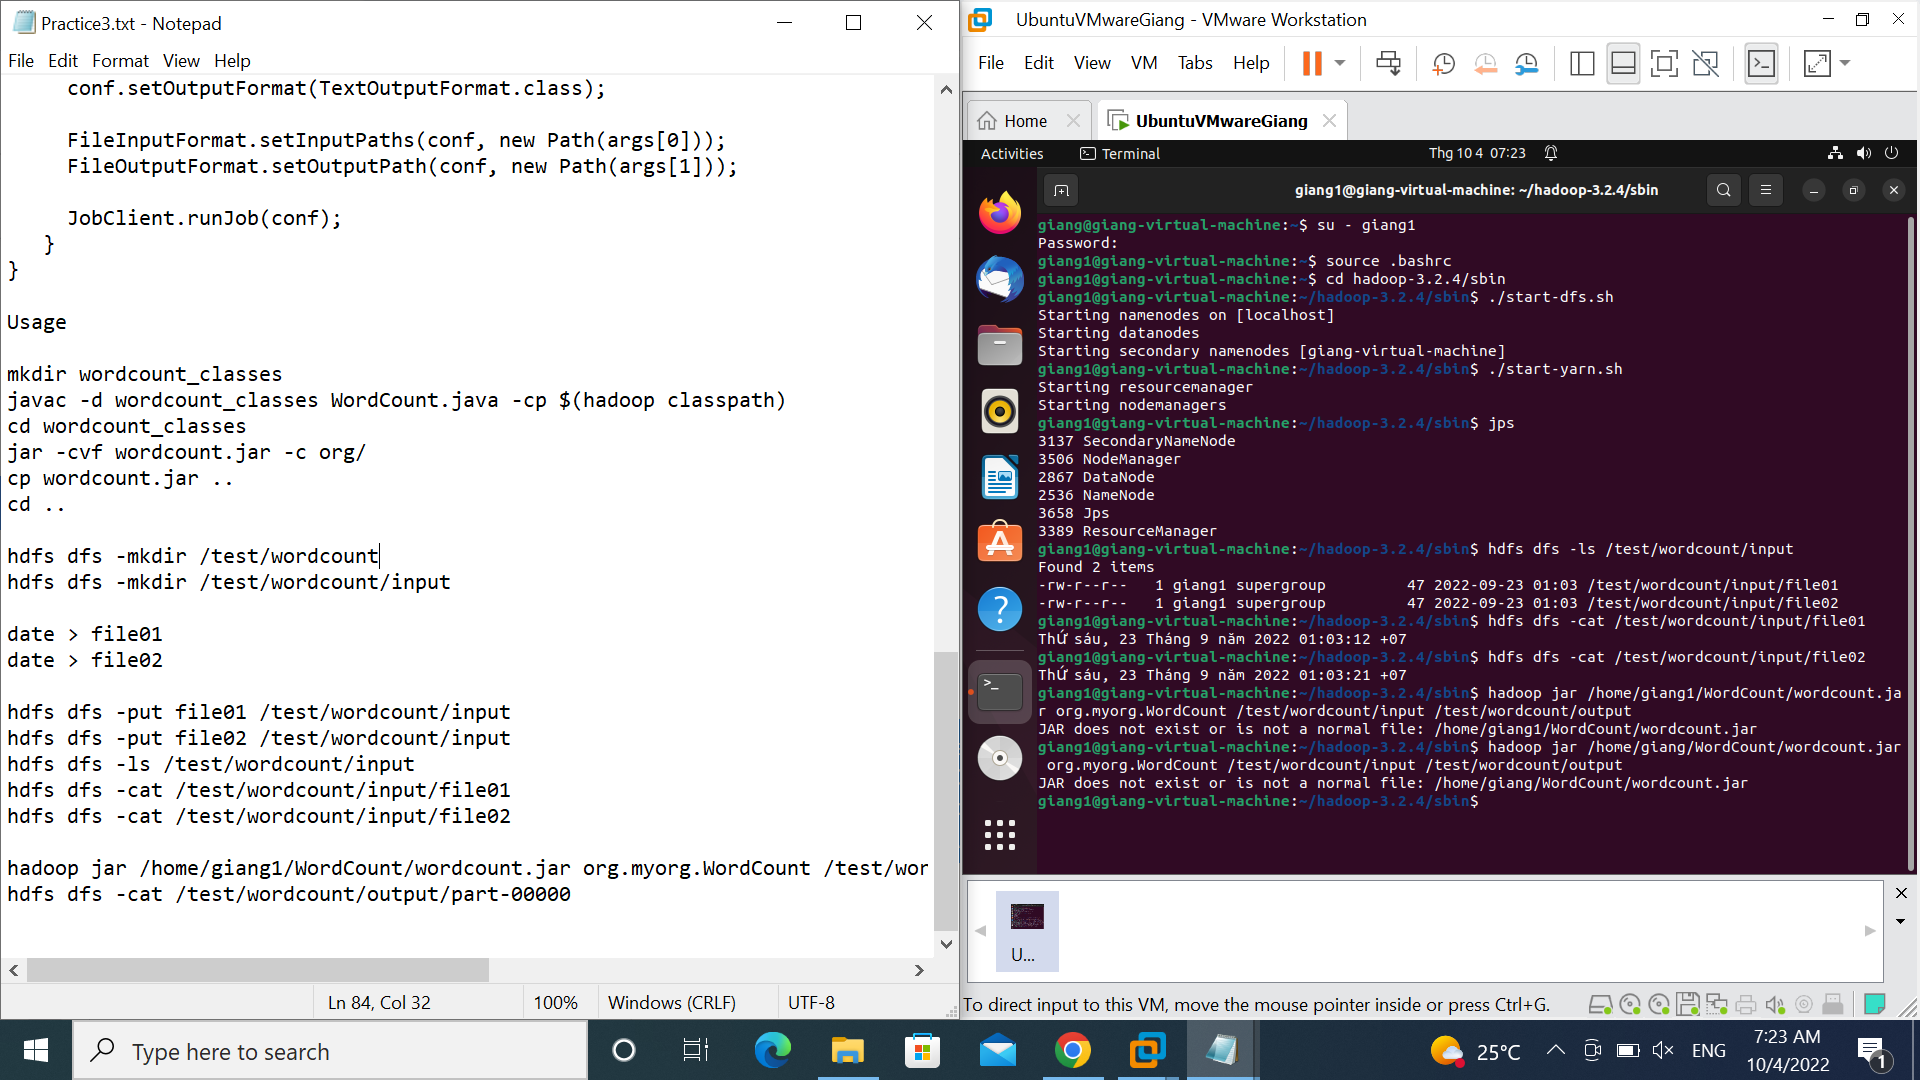 Practice3.txt - Notepad
File Edit Format View Help
conf.setOutputFormat(TextOutputFormat.class);
FileInputFormat.setInputPaths(conf, new Path(args[0]));
FileOutputFormat.setOutputPath(conf, new Path(args[1]));
JobClient.runJob(conf);
}
}
Usage
mkdir wordcount_classes
javac -d wordcount_classes WordCount.java -cp $(hadoop classpath)
cd wordcount_classes
jar -cvf wordcount.jar -c org/
cp wordcount.jar ..
cd ..
hdfs dfs -mkdir /test/wordcount
hdfs dfs -mkdir /test/wordcount/input
date > file01
date > file02
hdfs dfs -put file01 /test/wordcount/input
hdfs dfs -put file02 /test/wordcount/input
hdfs dfs -ls /test/wordcount/input
hdfs dfs -cat /test/wordcount/input/file01
hdfs dfs -cat /test/wordcount/input/file02
hadoop jar /home/giang1/WordCount/wordcount.jar org.myorg.WordCount /test/wor
hdfs dfs -cat /test/wordcount/output/part-00000
Ln 84, Col 32 100% Windows (CRLF) UTF-8
UbuntuVMwareGiang - VMware Workstation
File Edit View VM Tabs Help
Home UbuntuVMwareGiang
Activities Terminal Thg 10 4 07:23
giang1@giang-virtual-machine: ~/hadoop-3.2.4/sbin
giang@giang-virtual-machine:~$ su - giang1
Password:
giang1@giang-virtual-machine:~$ source .bashrc
giang1@giang-virtual-machine:~$ cd hadoop-3.2.4/sbin
giang1@giang-virtual-machine:~/hadoop-3.2.4/sbin$ ./start-dfs.sh
Starting namenodes on [localhost]
Starting datanodes
Starting secondary namenodes [giang-virtual-machine]
giang1@giang-virtual-machine:~/hadoop-3.2.4/sbin$ ./start-yarn.sh
Starting resourcemanager
Starting nodemanagers
giang1@giang-virtual-machine:~/hadoop-3.2.4/sbin$ jps
3137 SecondaryNameNode
3506 NodeManager
2867 DataNode
2536 NameNode
3658 Jps
3389 ResourceManager
giang1@giang-virtual-machine:~/hadoop-3.2.4/sbin$ hdfs dfs -ls /test/wordcount/input
Found 2 items
-rw-r--r-- 1 giang1 supergroup 47 2022-09-23 01:03 /test/wordcount/input/file01
-rw-r--r-- 1 giang1 supergroup 47 2022-09-23 01:03 /test/wordcount/input/file02
giang1@giang-virtual-machine:~/hadoop-3.2.4/sbin$ hdfs dfs -cat /test/wordcount/input/file01
Thứ sáu, 23 Tháng 9 năm 2022 01:03:12 +07
giang1@giang-virtual-machine:~/hadoop-3.2.4/sbin$ hdfs dfs -cat /test/wordcount/input/file02
Thứ sáu, 23 Tháng 9 năm 2022 01:03:21 +07
giang1@giang-virtual-machine:~/hadoop-3.2.4/sbin$ hadoop jar /home/giang1/WordCount/wordcount.ja
r org.myorg.WordCount /test/wordcount/input /test/wordcount/output
JAR does not exist or is not a normal file: /home/giang1/WordCount/wordcount.jar
giang1@giang-virtual-machine:~/hadoop-3.2.4/sbin$ hadoop jar /home/giang/WordCount/wordcount.jar
org.myorg.WordCount /test/wordcount/input /test/wordcount/output
JAR does not exist or is not a normal file: /home/giang/WordCount/wordcount.jar
giang1@giang-virtual-machine:~/hadoop-3.2.4/sbin$
U...
To direct input to this VM, move the mouse pointer inside or press Ctrl+G.
Type here to search
25°C ENG
7:23 AM
10/4/2022
1